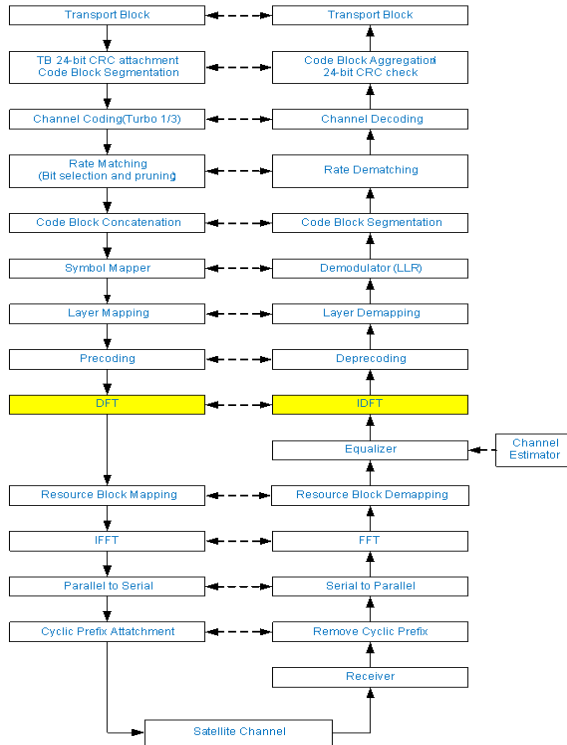 Transport Block
Transport Block
TB 24-bit CRC attachment
Code Block Segmentation
Code Block Aggregation
24-bit CRC check
Channel Coding(Turbo 1/3)
Channel Decoding
Rate Matching
(Bit selection and pruning)
Rate Dematching
Code Block Concatenation
Code Block Segmentation
Symbol Mapper
Demodulator (LLR)
Layer Mapping
Layer Demapping
Precoding
Deprecoding
DFT
IDFT
Equalizer
Channel
Estimator
Resource Block Mapping
Resource Block Demapping
IFFT
FFT
Parallel to Serial
Serial to Parallel
Cyclic Prefix Attatchment
Remove Cyclic Prefix
Receiver
Satellite Channel